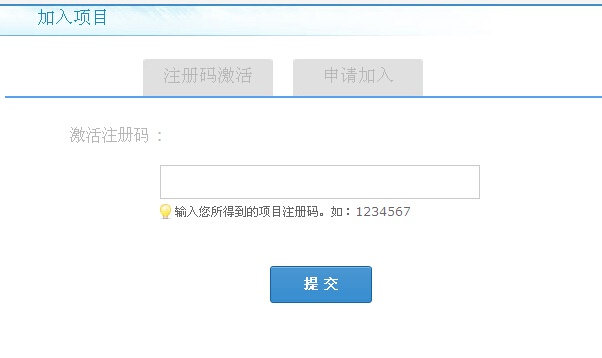 加入项目
注册码激活 申请加入
激活注册码 ：
输入您所得到的项目注册码。如：1234567
提 交